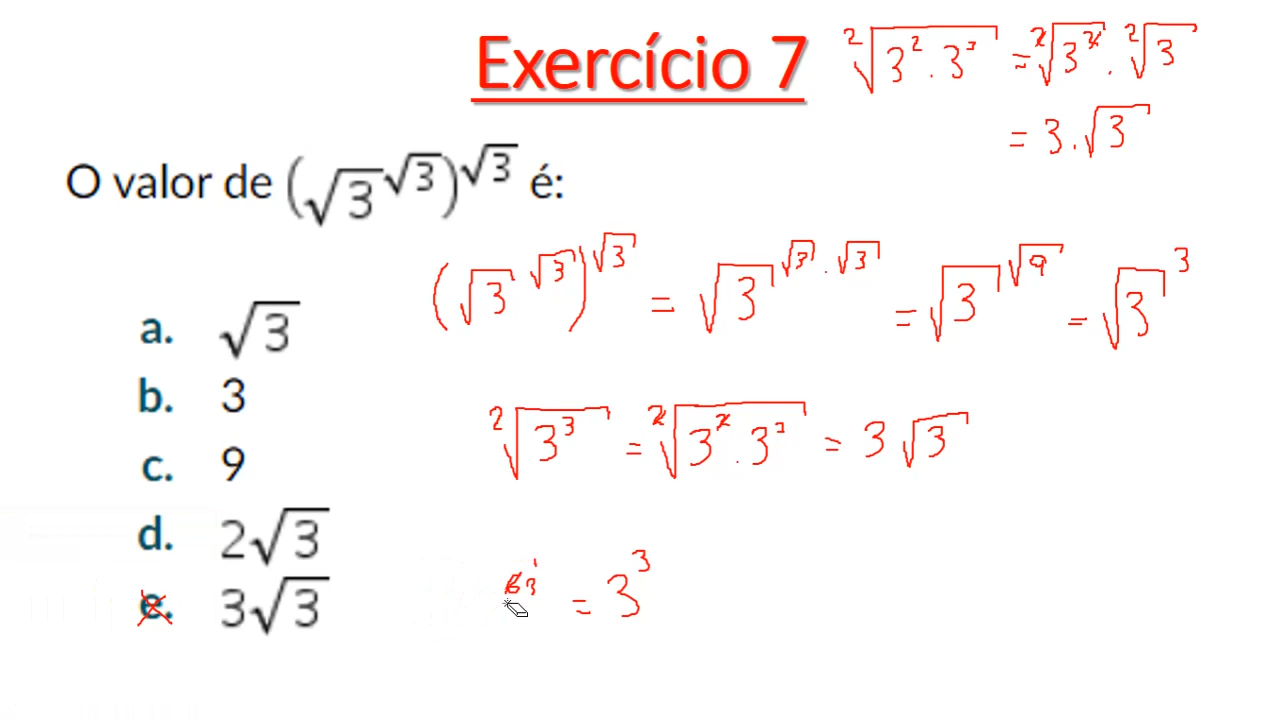 Exercício 7
²√(3² · 3¹) = ²√3² · ²√3
= 3 · √3
O valor de (√3^√3)^√3 é:
(√3^√3)^√3 = √3^(√3 · √3) = √3^√9 = √3³
a. √3
b. 3
c. 9
d. 2√3
e. 3√3
²√3³ = ²√(3² · 3¹) = 3√3
= 3³